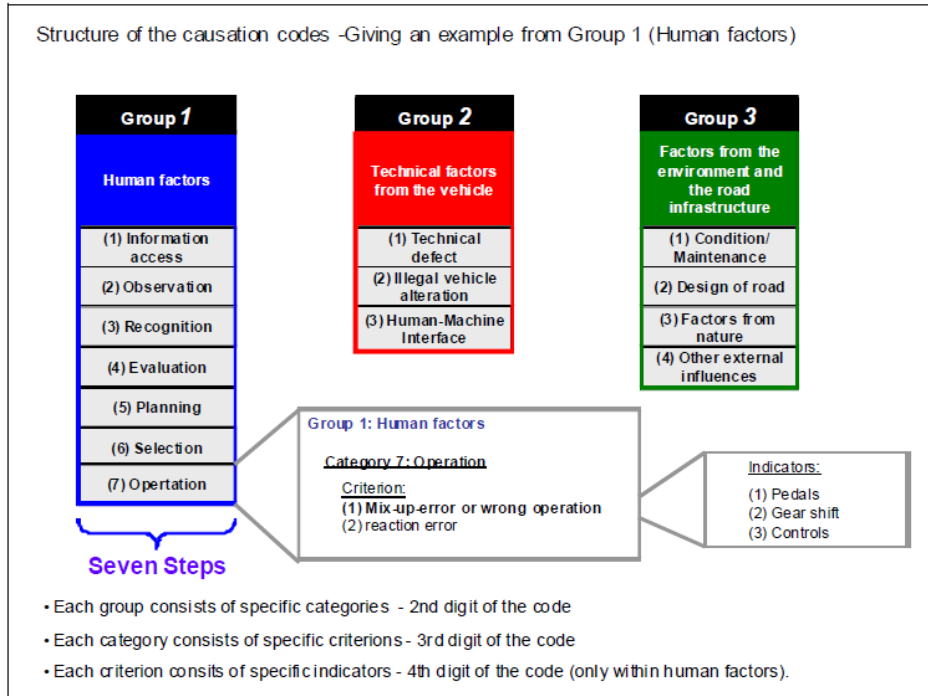 Structure of the causation codes -Giving an example from Group 1 (Human factors)
Group 1
Human factors
(1) Information
access
(2) Observation
(3) Recognition
(4) Evaluation
(5) Planning
(6) Selection
(7) Opertation
Seven Steps
Group 2
Technical factors
from the vehicle
(1) Technical
defect
(2) Illegal vehicle
alteration
(3) Human-Machine
Interface
Group 3
Factors from the
environment and
the road
infrastructure
(1) Condition/
Maintenance
(2) Design of road
(3) Factors from
nature
(4) Other external
influences
Group 1: Human factors
Category 7: Operation
Criterion:
(1) Mix-up-error or wrong operation
(2) reaction error
Indicators:
(1) Pedals
(2) Gear shift
(3) Controls
• Each group consists of specific categories - 2nd digit of the code
• Each category consists of specific criterions - 3rd digit of the code
• Each criterion consits of specific indicators - 4th digit of the code (only within human factors).